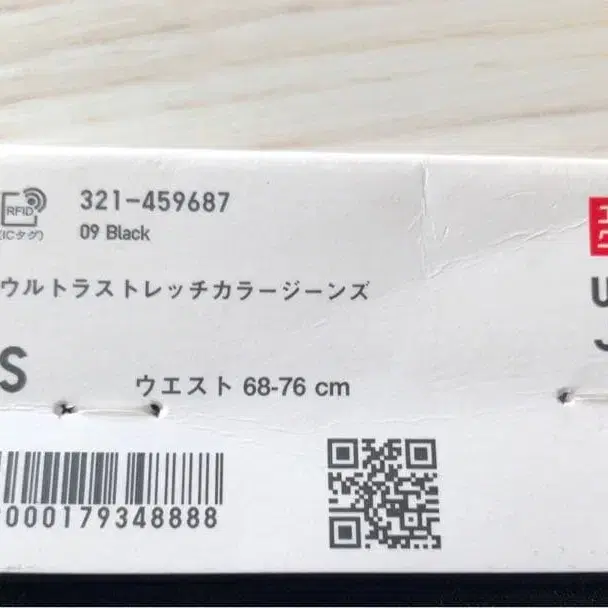 RFID
(ICタグ)
321-459687
09 Black
ウルトラストレッチカラージーンズ
S
ウエスト 68-76 cm
000179348888
U